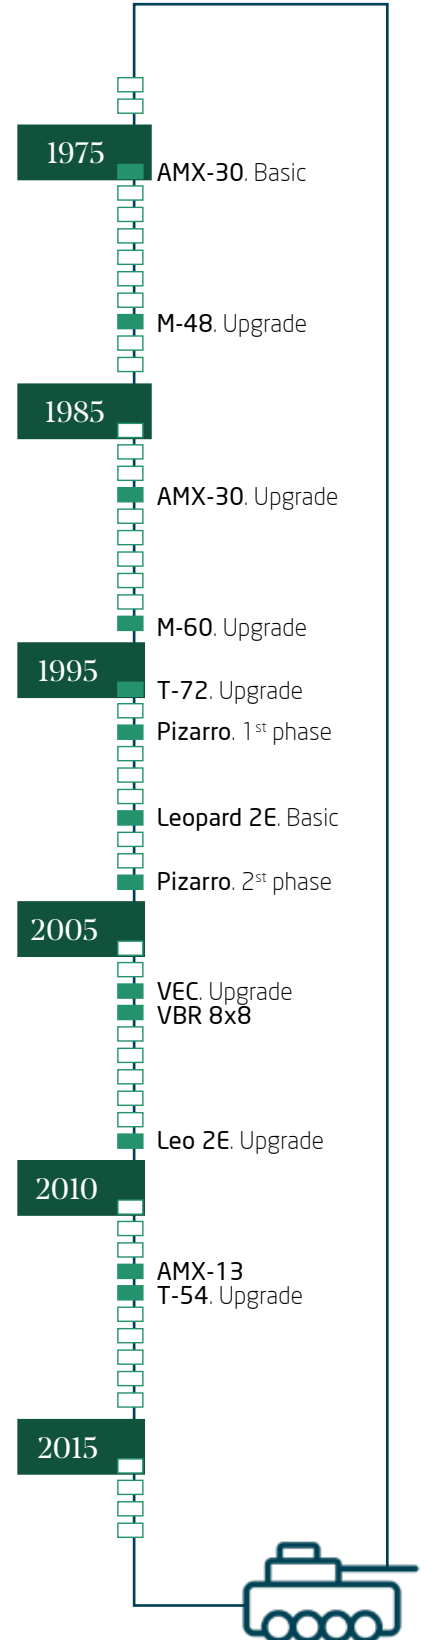 1975
AMX-30. Basic
M-48. Upgrade
1985
AMX-30. Upgrade
M-60. Upgrade
1995
T-72. Upgrade
Pizarro. 1st phase
Leopard 2E. Basic
Pizarro. 2st phase
2005
VEC. Upgrade
VBR 8x8
Leo 2E. Upgrade
2010
AMX-13
T-54. Upgrade
2015